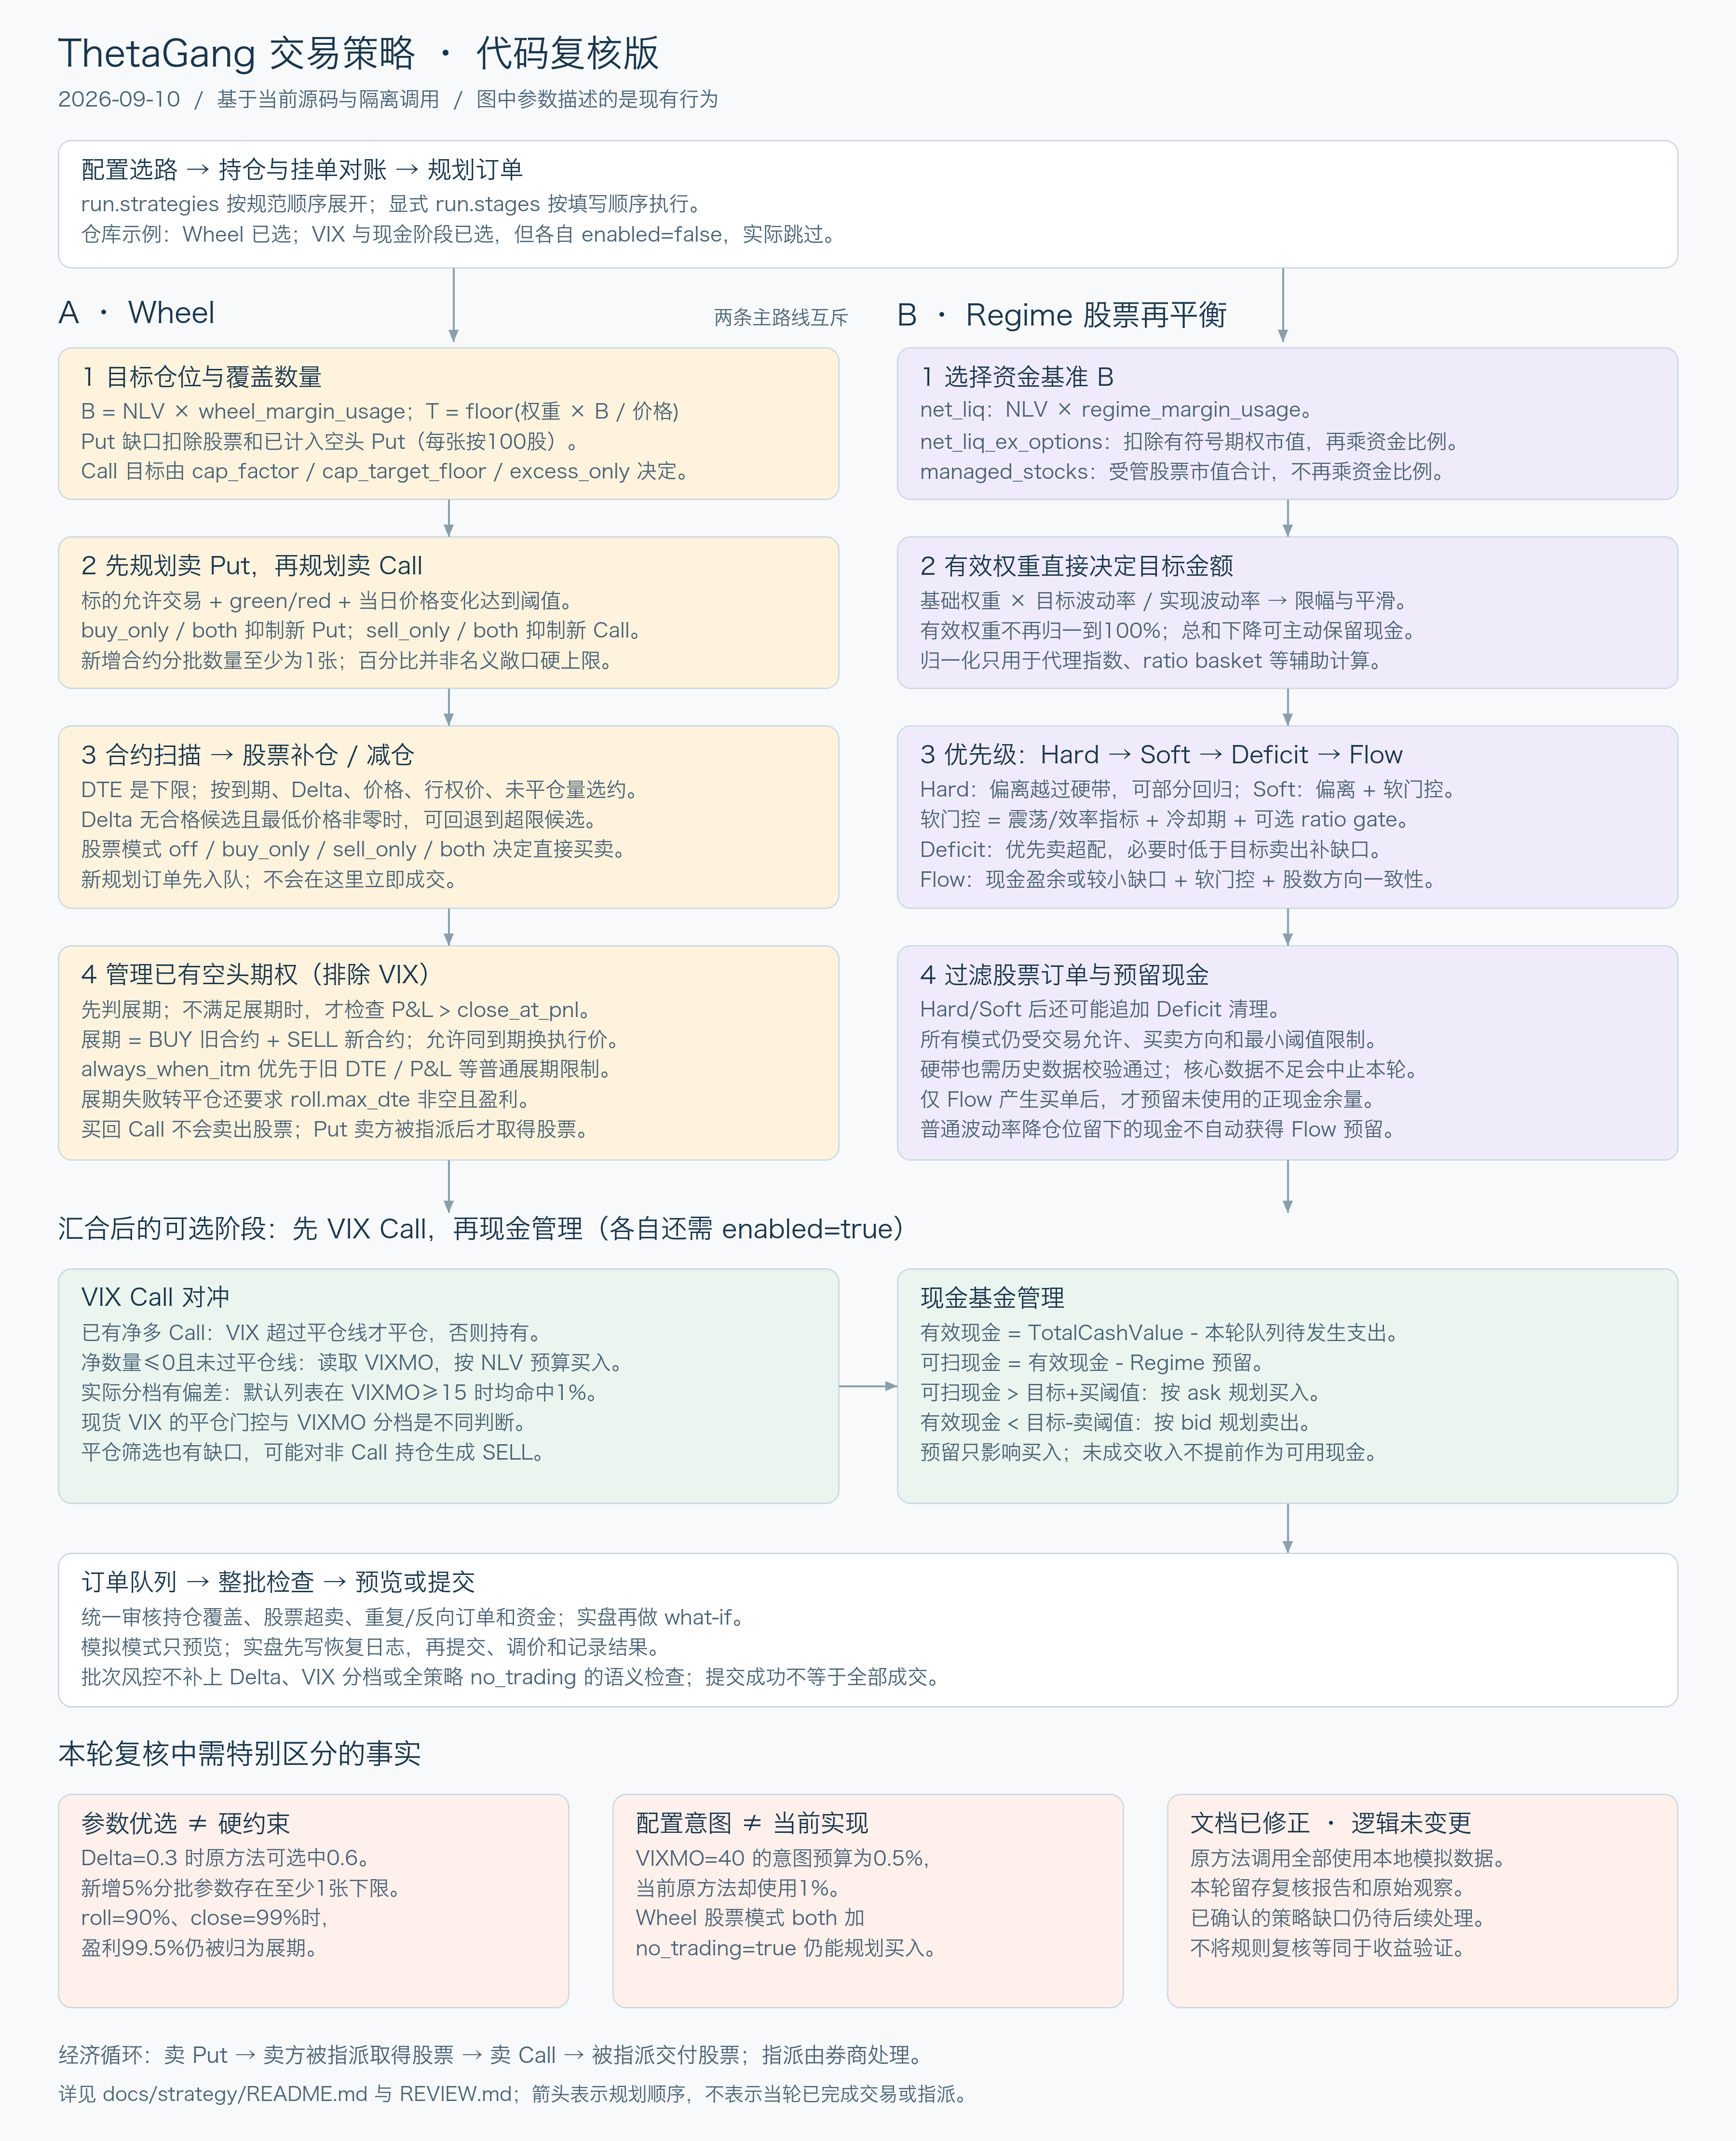 ThetaGang 交易策略 · 代码复核版
2026-09-10 / 基于当前源码与隔离调用 / 图中参数描述的是现有行为
配置选路 → 持仓与挂单对账 → 规划订单
run.strategies 按规范顺序展开；显式 run.stages 按填写顺序执行。
仓库示例：Wheel 已选；VIX 与现金阶段已选，但各自 enabled=false，实际跳过。
A · Wheel
两条主路线互斥
1 目标仓位与覆盖数量
B = NLV × wheel_margin_usage；T = floor(权重 × B / 价格)
Put 缺口扣除股票和已计入空头 Put（每张按100股）。
Call 目标由 cap_factor / cap_target_floor / excess_only 决定。
2 先规划卖 Put，再规划卖 Call
标的允许交易 + green/red + 当日价格变化达到阈值。
buy_only / both 抑制新 Put；sell_only / both 抑制新 Call。
新增合约分批数量至少为1张；百分比并非名义敞口硬上限。
3 合约扫描 → 股票补仓 / 减仓
DTE 是下限；按到期、Delta、价格、行权价、未平仓量选约。
Delta 无合格候选且最低价格非零时，可回退到超限候选。
股票模式 off / buy_only / sell_only / both 决定直接买卖。
新规划订单先入队；不会在这里立即成交。
4 管理已有空头期权（排除 VIX）
先判展期；不满足展期时，才检查 P&L > close_at_pnl。
展期 = BUY 旧合约 + SELL 新合约；允许同到期换执行价。
always_when_itm 优先于旧 DTE / P&L 等普通展期限制。
展期失败转平仓还要求 roll.max_dte 非空且盈利。
买回 Call 不会卖出股票；Put 卖方被指派后才取得股票。
B · Regime 股票再平衡
1 选择资金基准 B
net_liq：NLV × regime_margin_usage。
net_liq_ex_options：扣除有符号期权市值，再乘资金比例。
managed_stocks：受管股票市值合计，不再乘资金比例。
2 有效权重直接决定目标金额
基础权重 × 目标波动率 / 实现波动率 → 限幅与平滑。
有效权重不再归一到100%；总和下降可主动保留现金。
归一化只用于代理指数、ratio basket 等辅助计算。
3 优先级：Hard → Soft → Deficit → Flow
Hard：偏离越过硬带，可部分回归；Soft：偏离 + 软门控。
软门控 = 震荡/效率指标 + 冷却期 + 可选 ratio gate。
Deficit：优先卖超配，必要时低于目标卖出补缺口。
Flow：现金盈余或较小缺口 + 软门控 + 股数方向一致性。
4 过滤股票订单与预留现金
Hard/Soft 后还可能追加 Deficit 清理。
所有模式仍受交易允许、买卖方向和最小阈值限制。
硬带也需历史数据校验通过；核心数据不足会中止本轮。
仅 Flow 产生买单后，才预留未使用的正现金余量。
普通波动率降仓位留下的现金不自动获得 Flow 预留。
汇合后的可选阶段：先 VIX Call，再现金管理（各自还需 enabled=true）
VIX Call 对冲
已有净多 Call：VIX 超过平仓线才平仓，否则持有。
净数量≤0且未过平仓线：读取 VIXMO，按 NLV 预算买入。
实际分档有偏差：默认列表在 VIXMO≥15 时均命中1%。
现货 VIX 的平仓门控与 VIXMO 分档是不同判断。
平仓筛选也有缺口，可能对非 Call 持仓生成 SELL。
现金基金管理
有效现金 = TotalCashValue - 本轮队列待发生支出。
可扫现金 = 有效现金 - Regime 预留。
可扫现金 > 目标+买阈值：按 ask 规划买入。
有效现金 < 目标-卖阈值：按 bid 规划卖出。
预留只影响买入；未成交收入不提前作为可用现金。
订单队列 → 整批检查 → 预览或提交
统一审核持仓覆盖、股票超卖、重复/反向订单和资金；实盘再做 what-if。
模拟模式只预览；实盘先写恢复日志，再提交、调价和记录结果。
批次风控不补上 Delta、VIX 分档或全策略 no_trading 的语义检查；提交成功不等于全部成交。
本轮复核中需特别区分的事实
参数优选 ≠ 硬约束
Delta=0.3 时原方法可选中0.6。
新增5%分批参数存在至少1张下限。
roll=90%、close=99%时，
盈利99.5%仍被归为展期。
配置意图 ≠ 当前实现
VIXMO=40 的意图预算为0.5%，
当前原方法却使用1%。
Wheel 股票模式 both 加
no_trading=true 仍能规划买入。
文档已修正 · 逻辑未变更
原方法调用全部使用本地模拟数据。
本轮留存复核报告和原始观察。
已确认的策略缺口仍待后续处理。
不将规则复核等同于收益验证。
经济循环：卖 Put → 卖方被指派取得股票 → 卖 Call → 被指派交付股票；指派由券商处理。
详见 docs/strategy/README.md 与 REVIEW.md；箭头表示规划顺序，不表示当轮已完成交易或指派。